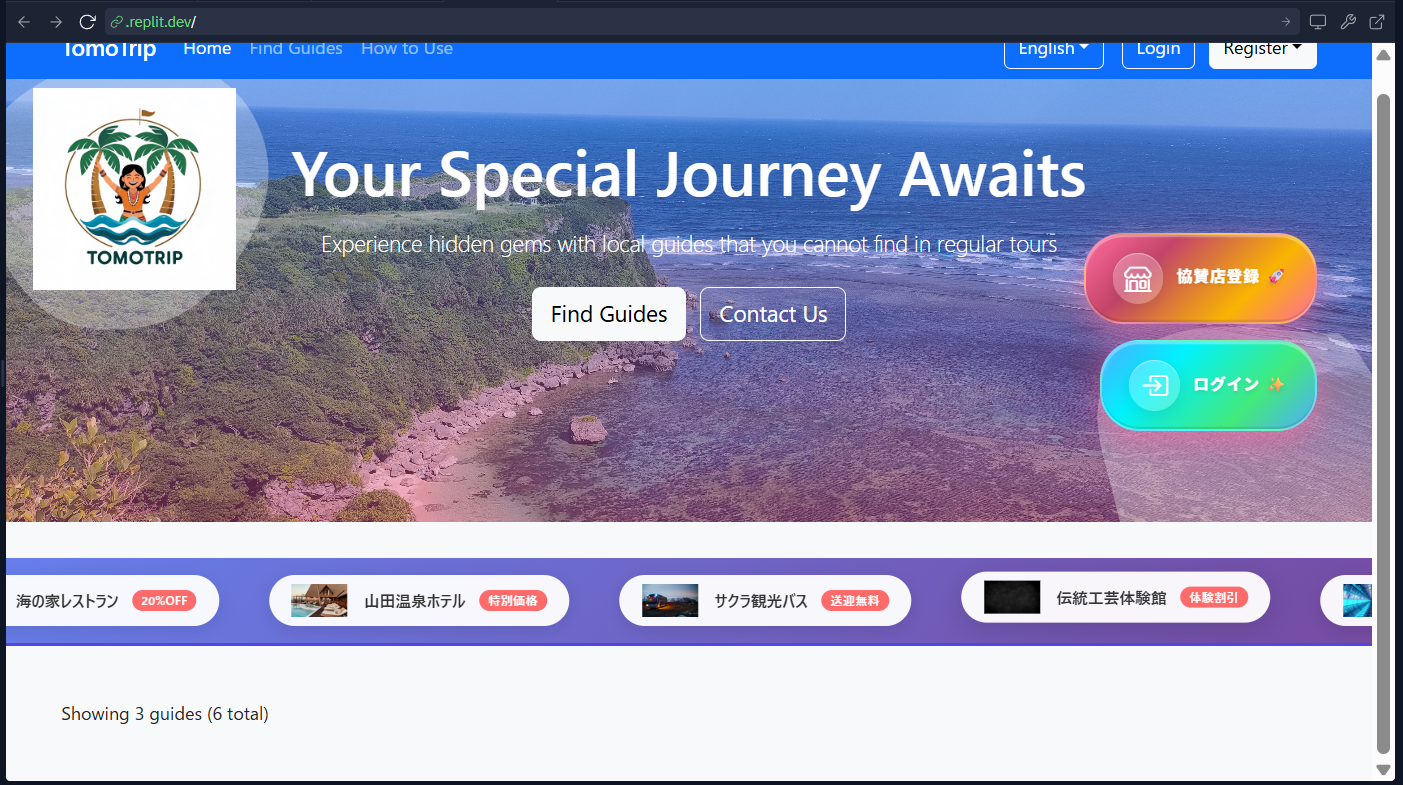 .replit.dev/
TomoTrip Home Find Guides How to Use English Login Register
TOMOTRIP
Your Special Journey Awaits
Experience hidden gems with local guides that you cannot find in regular tours
Find Guides Contact Us
協賛店登録 🚀
ログイン ✨
海の家レストラン 20%OFF 山田温泉ホテル 特別価格 サクラ観光バス 送迎無料 伝統工芸体験館 体験割引
Showing 3 guides (6 total)